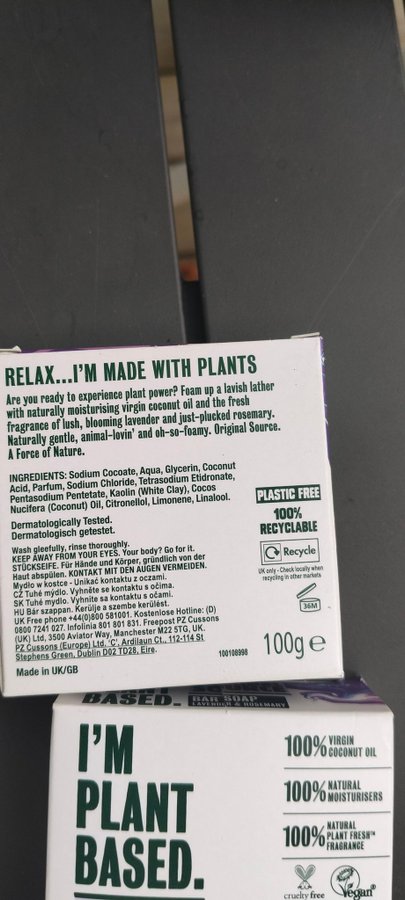 RELAX...I'M MADE WITH PLANTS
Are you ready to experience plant power? Foam up a lavish lather
with naturally moisturising virgin coconut oil and the fresh
fragrance of lush, blooming lavender and just-plucked rosemary.
Naturally gentle, animal-lovin' and oh-so-foamy. Original Source.
A Force of Nature.
INGREDIENTS: Sodium Cocoate, Aqua, Glycerin, Coconut
Acid, Parfum, Sodium Chloride, Tetrasodium Etidronate,
Pentasodium Pentetate, Kaolin (White Clay), Cocos
Nucifera (Coconut) Oil, Citronellol, Limonene, Linalool.
Dermatologically Tested.
Dermatologisch getestet.
Wash gleefully, rinse thoroughly.
KEEP AWAY FROM YOUR EYES. Your body? Go for it.
STÜCKSEIFE. Für Hände und Körper, gründlich von der
Haut abspülen. KONTAKT MIT DEN AUGEN VERMEIDEN.
Mydło w kostce - Unikać kontaktu z oczami.
CZ Tuhé mýdlo. Vyhněte se kontaktu s očima.
SK Tuhé mydlo. Vyhnite sa kontaktu s očami.
HU Bár szappan. Kerülje a szembe kerülést.
UK Free phone +44(0)800 581001. Kostenlose Hotline: (D)
0800 7241 027. Infolinia 801 801 831. Freepost PZ Cussons
(UK) Ltd, 3500 Aviator Way, Manchester M22 5TG, UK.
PZ Cussons (Europe) Ltd. 'C', Ardilaun Ct., 112-114 St
Stephens Green, Dublin D02 TD28, Eire.
100108998
Made in UK/GB
PLASTIC FREE
100%
RECYCLABLE
Recycle
UK only - Check locally when
recycling in other markets
36M
100g e
BASED.
BAR SOAP
LAVENDER & ROSEMARY
I'M
PLANT
BASED.
100% VIRGIN COCONUT OIL
100% NATURAL MOISTURISERS
100% NATURAL PLANT FRESH™ FRAGRANCE
cruelty free
Vegan